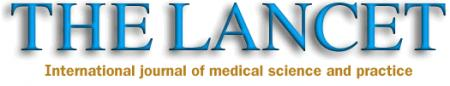 THE LANCET
International journal of medical science and practice